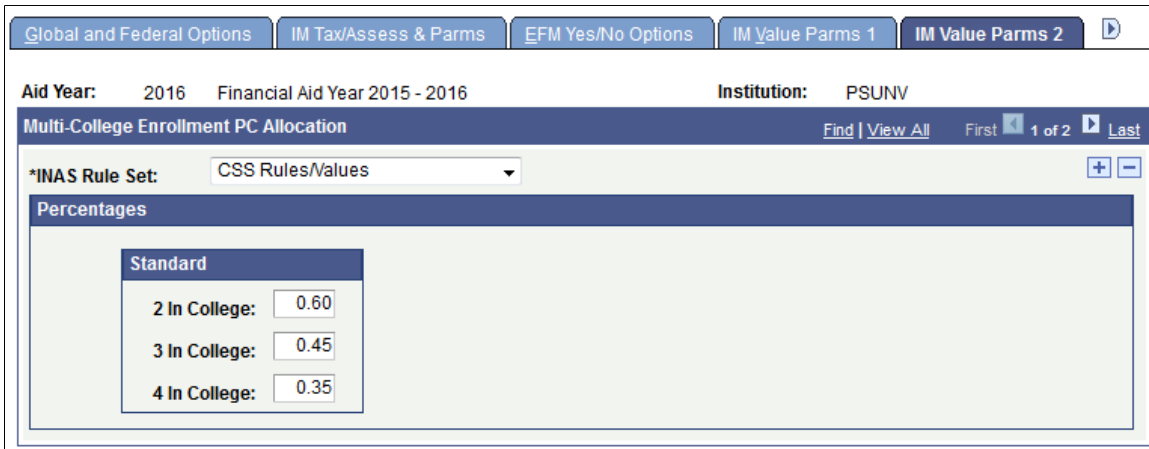 Global and Federal Options IM Tax/Assess & Parms EFM Yes/No Options IM Value Parms 1 IM Value Parms 2
Aid Year: 2016 Financial Aid Year 2015 - 2016 Institution: PSUNV
Multi-College Enrollment PC Allocation Find | View All First 1 of 2 Last
*INAS Rule Set: CSS Rules/Values
Percentages
Standard
2 In College: 0.60
3 In College: 0.45
4 In College: 0.35